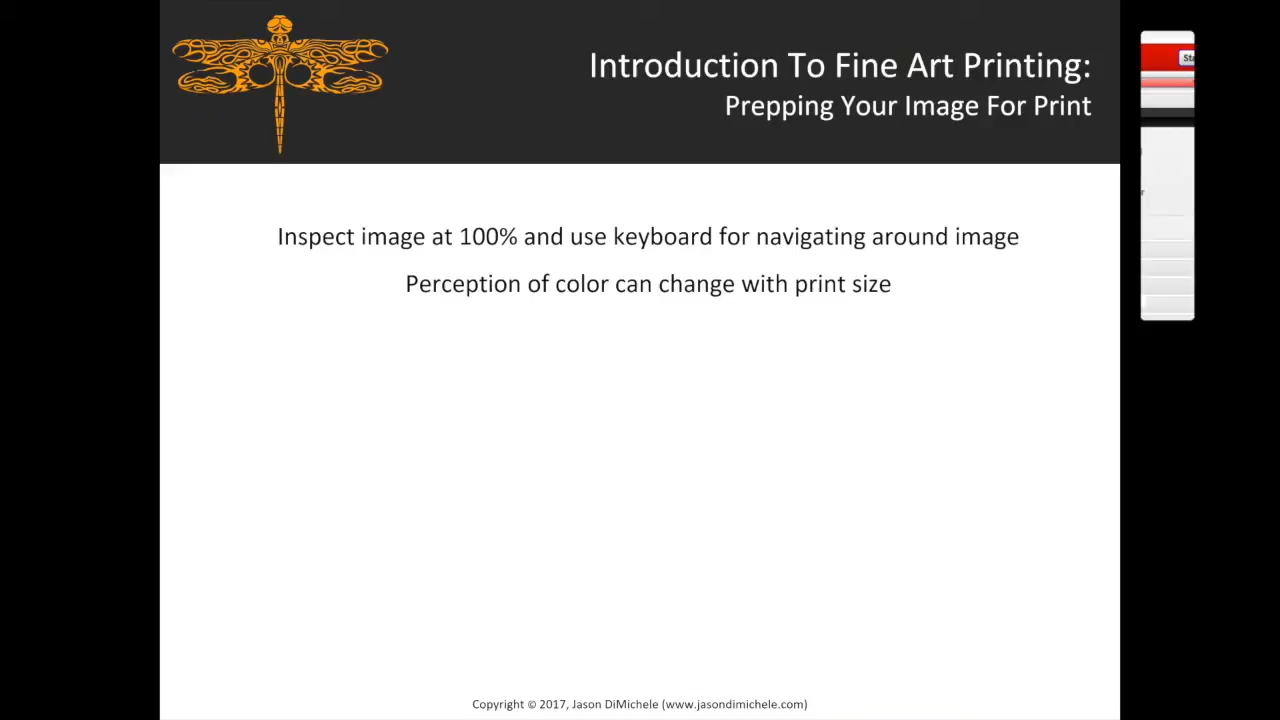 Introduction To Fine Art Printing:
Prepping Your Image For Print
Inspect image at 100% and use keyboard for navigating around image
Perception of color can change with print size
Copyright © 2017, Jason DiMichele (www.jasondimichele.com)